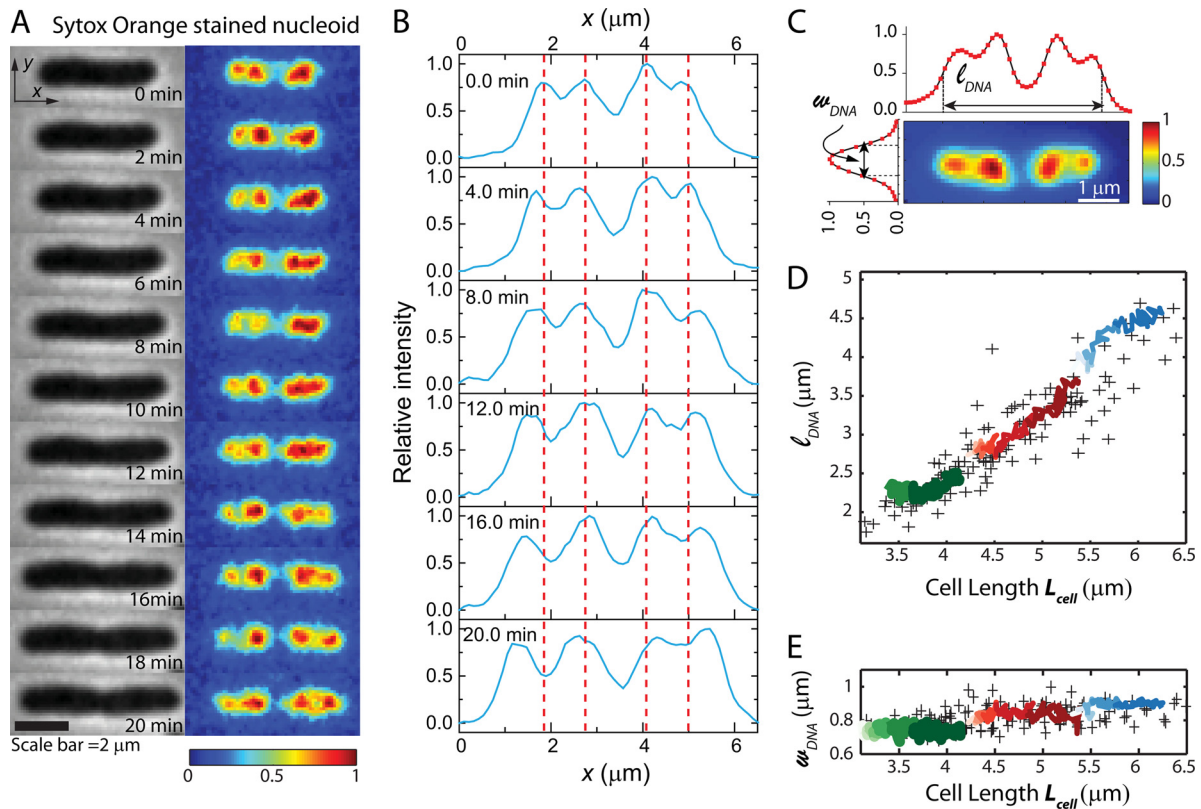 A Sytox Orange stained nucleoid
y
x
0 min
2 min
4 min
6 min
8 min
10 min
12 min
14 min
16min
18 min
20 min
Scale bar =2 μm
0 0.5 1
B
x (μm)
0 2 4 6
0.0 min
1.0
0.5
0.0
4.0 min
1.0
0.5
0.0
8.0 min
1.0
0.5
0.0
12.0 min
1.0
0.5
0.0
16.0 min
1.0
0.5
0.0
20.0 min
1.0
0.5
0.0
Relative intensity
0 2 4 6
x (μm)
C
1.0
0.5
0.0
ℓDNA
wDNA
1.0
0.5
0.0
1 μm
1
0.5
0
D
5
4.5
4
3.5
3
2.5
2
ℓDNA (μm)
3.5 4 4.5 5 5.5 6 6.5
Cell Length Lcell (μm)
E
1
0.8
0.6
wDNA (μm)
3.5 4 4.5 5 5.5 6 6.5
Cell Length Lcell (μm)